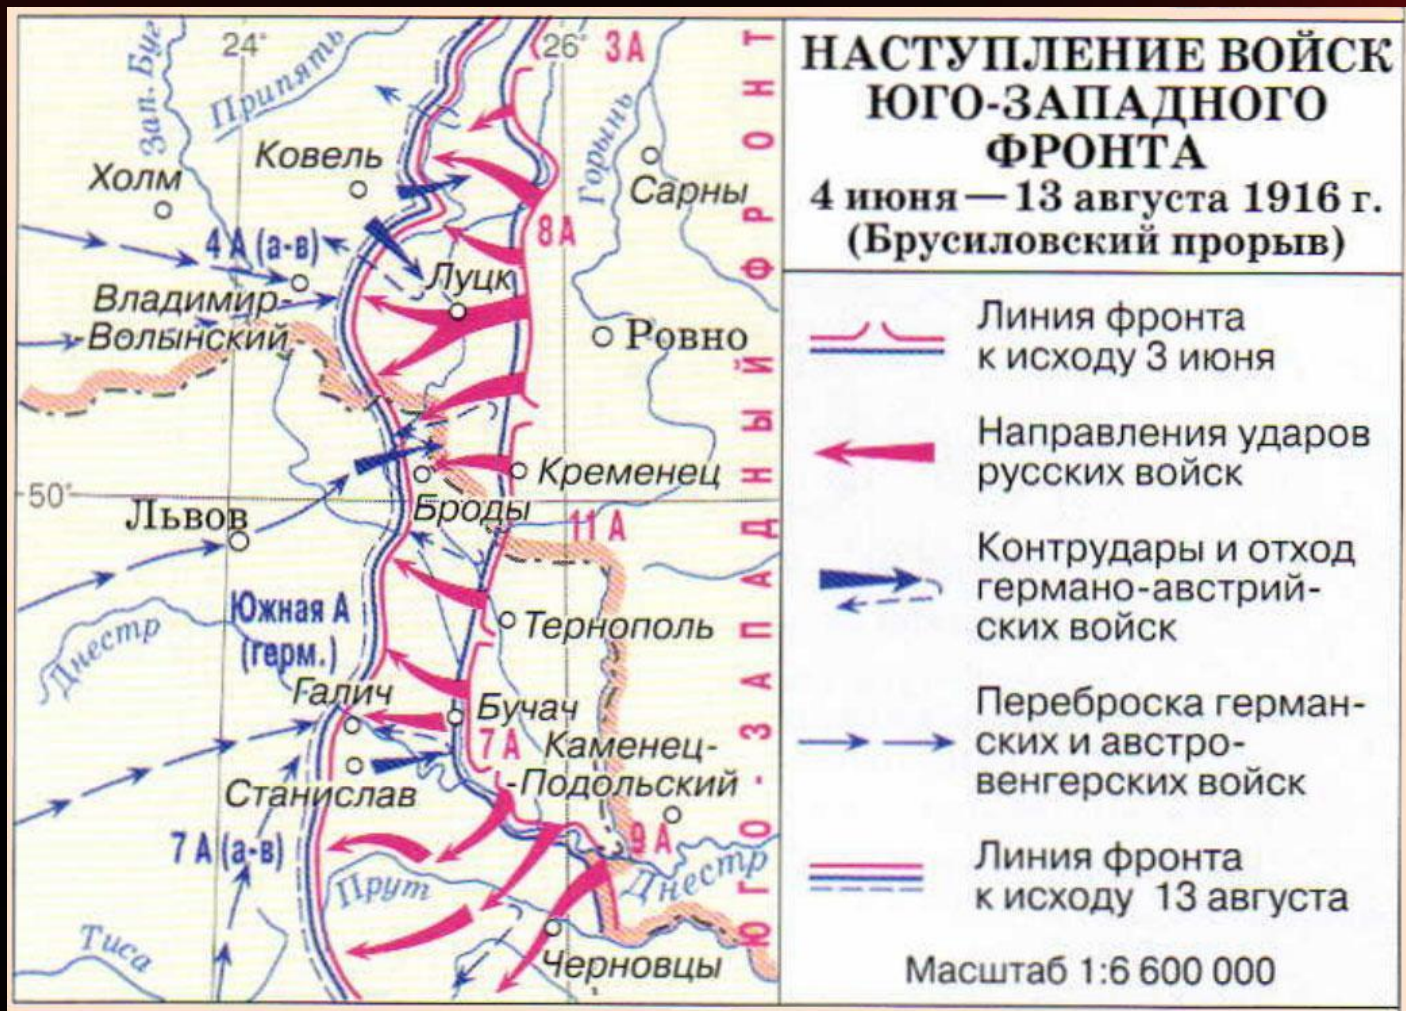 НАСТУПЛЕНИЕ ВОЙСК
ЮГО-ЗАПАДНОГО
ФРОНТА
4 июня — 13 августа 1916 г.
(Брусиловский прорыв)
Линия фронта
к исходу 3 июня
Направления ударов
русских войск
Контрудары и отход
германо-австрий-
ских войск
Переброска герман-
ских и австро-
венгерских войск
Линия фронта
к исходу 13 августа
Масштаб 1:6 600 000
24°
26°
3 А
Зап. Буг
Припять
Горынь
Ковель
Холм
Сарны
4 А (а-в)
8 А
Луцк
Владимир-
-Волынский
Ровно
Кременец
50°
Броды
Львов
11 А
Южная А
(герм.)
Тернополь
Днестр
Галич
Бучач
7 А
Каменец-
-Подольский
Станислав
7 А (а-в)
9 А
Днестр
Прут
Тиса
Черновцы
ЮГО-ЗАПАДНЫЙ ФРОНТ